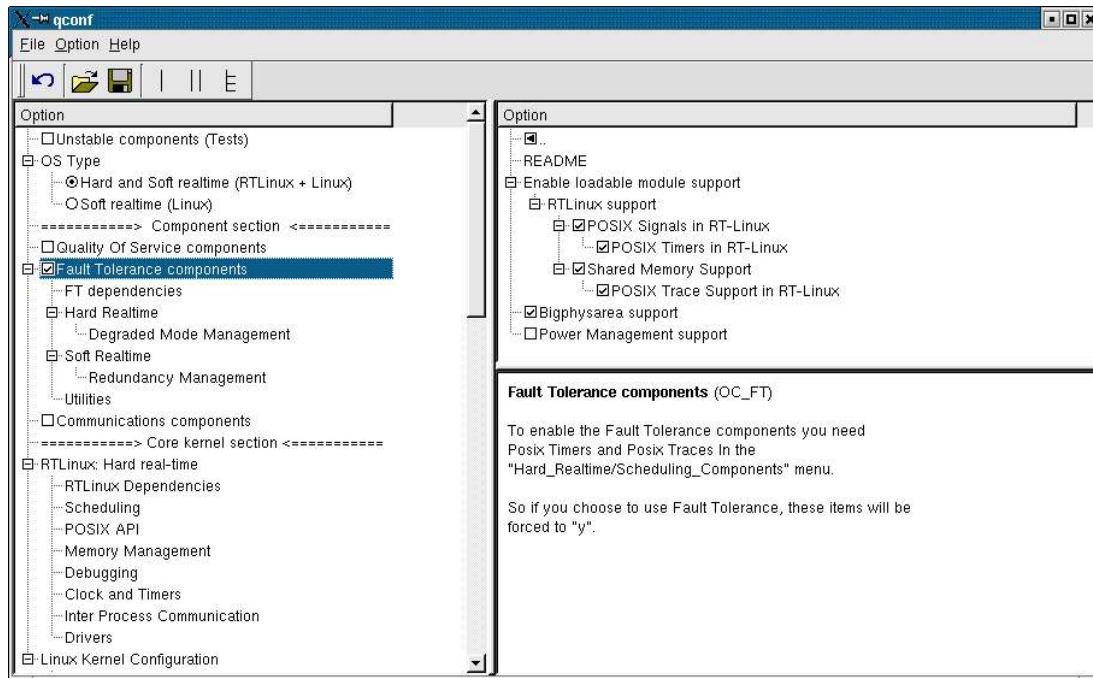 qconf
File Option Help
Option
Unstable components (Tests)
OS Type
Hard and Soft realtime (RTLinux + Linux)
Soft realtime (Linux)
===========> Component section <===========
Quality Of Service components
Fault Tolerance components
FT dependencies
Hard Realtime
Degraded Mode Management
Soft Realtime
Redundancy Management
Utilities
Communications components
===========> Core kernel section <===========
RTLinux: Hard real-time
RTLinux Dependencies
Scheduling
POSIX API
Memory Management
Debugging
Clock and Timers
Inter Process Communication
Drivers
Linux Kernel Configuration
Option
..
README
Enable loadable module support
RTLinux support
POSIX Signals in RT-Linux
POSIX Timers in RT-Linux
Shared Memory Support
POSIX Trace Support in RT-Linux
Bigphysarea support
Power Management support
Fault Tolerance components (OC_FT)
To enable the Fault Tolerance components you need
Posix Timers and Posix Traces In the
"Hard_Realtime/Scheduling_Components" menu.
So if you choose to use Fault Tolerance, these items will be
forced to "y".